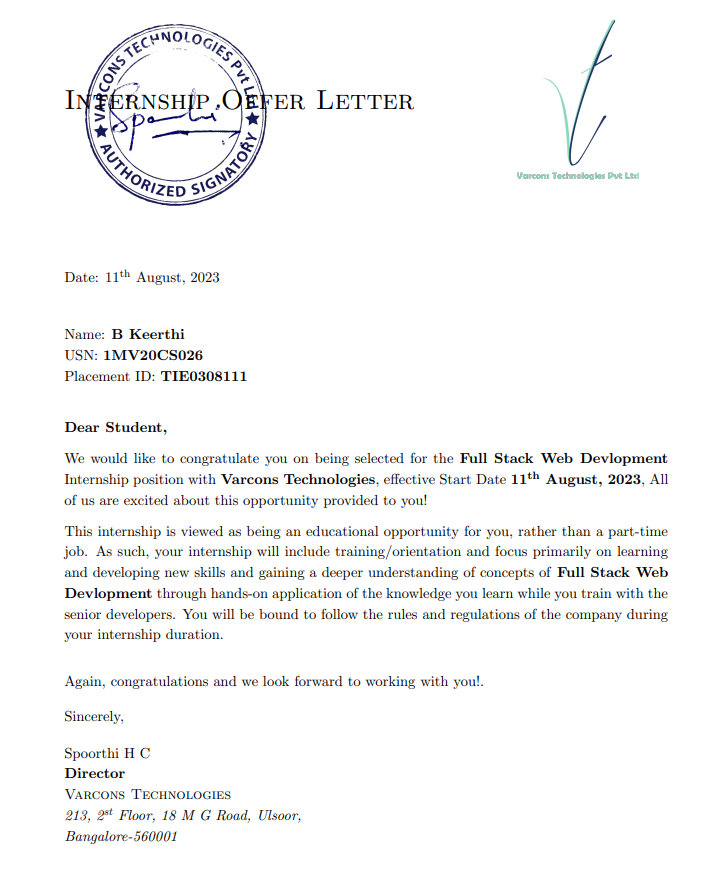 VARCONS TECHNOLOGIES Pvt Ltd
AUTHORIZED SIGNATORY
INTERNSHIP OFFER LETTER
Varcons Technologies Pvt Ltd
Date: 11th August, 2023
Name: B Keerthi
USN: 1MV20CS026
Placement ID: TIE0308111
Dear Student,
We would like to congratulate you on being selected for the Full Stack Web Devlopment
Internship position with Varcons Technologies, effective Start Date 11th August, 2023, All
of us are excited about this opportunity provided to you!
This internship is viewed as being an educational opportunity for you, rather than a part-time
job. As such, your internship will include training/orientation and focus primarily on learning
and developing new skills and gaining a deeper understanding of concepts of Full Stack Web
Devlopment through hands-on application of the knowledge you learn while you train with the
senior developers. You will be bound to follow the rules and regulations of the company during
your internship duration.
Again, congratulations and we look forward to working with you!.
Sincerely,
Spoorthi H C
Director
VARCONS TECHNOLOGIES
213, 2st Floor, 18 M G Road, Ulsoor,
Bangalore-560001